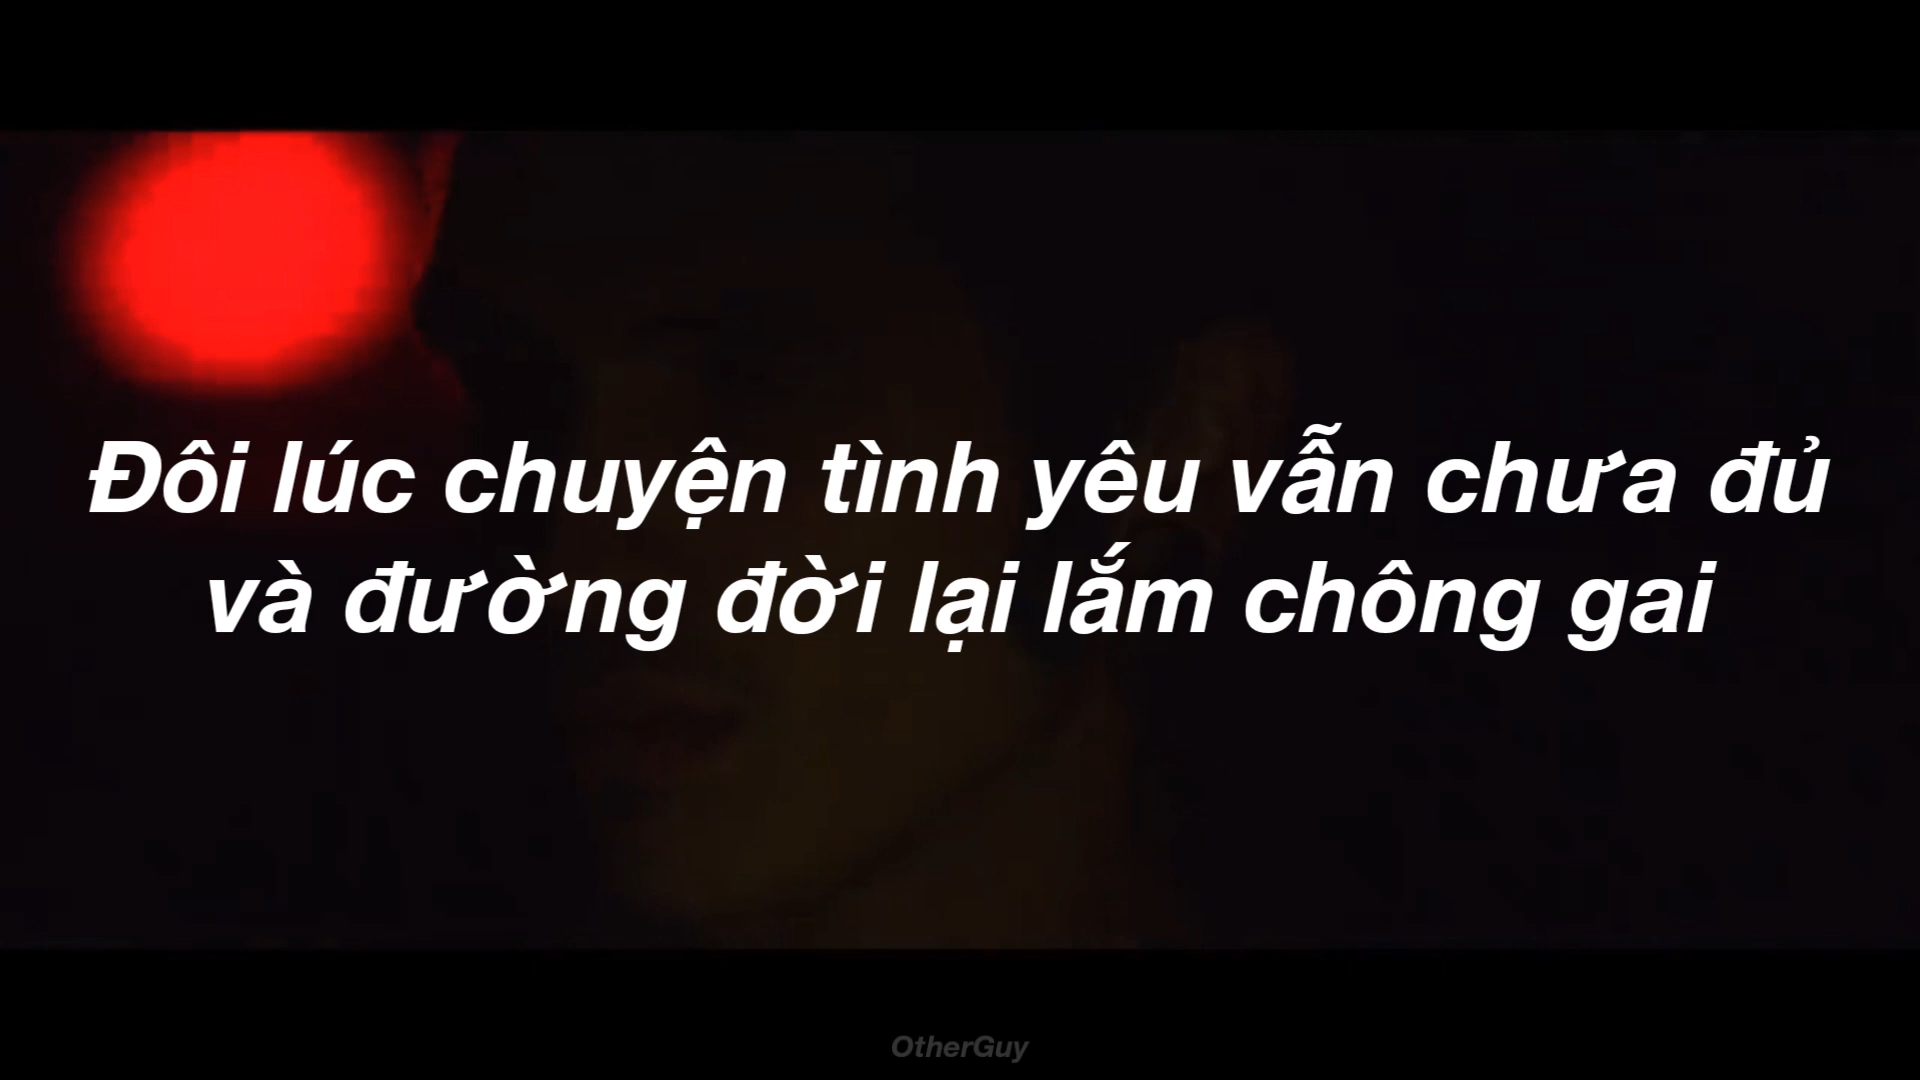 Đôi lúc chuyện tình yêu vẫn chưa đủ
và đường đời lại lắm chông gai
OtherGuy